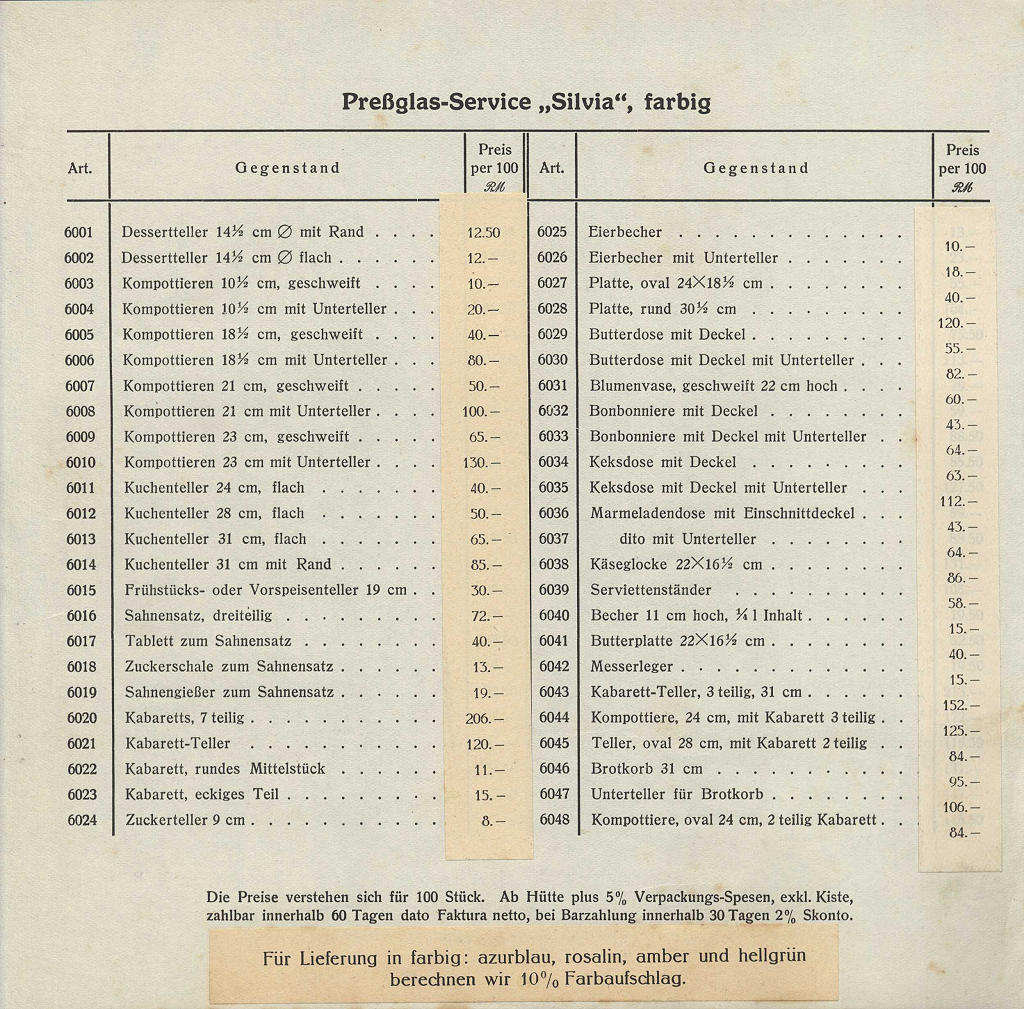 Preßglas-Service „Silvia“, farbig
Art. Gegenstand Preis per 100 RM
6001 Dessertteller 14½ cm Ø mit Rand . . . . 12.50
6002 Dessertteller 14½ cm Ø flach . . . . . . 12.—
6003 Kompottieren 10½ cm, geschweift . . . . 10.—
6004 Kompottieren 10½ cm mit Unterteller . . . 20.—
6005 Kompottieren 18½ cm, geschweift . . . . 40.—
6006 Kompottieren 18½ cm mit Unterteller . . . 80.—
6007 Kompottieren 21 cm, geschweift . . . . . 50.—
6008 Kompottieren 21 cm mit Unterteller . . . . 100.—
6009 Kompottieren 23 cm, geschweift . . . . . 65.—
6010 Kompottieren 23 cm mit Unterteller . . . . 130.—
6011 Kuchenteller 24 cm, flach . . . . . . . 40.—
6012 Kuchenteller 28 cm, flach . . . . . . . 50.—
6013 Kuchenteller 31 cm, flach . . . . . . . 65.—
6014 Kuchenteller 31 cm mit Rand . . . . . . 85.—
6015 Frühstücks- oder Vorspeisenteller 19 cm . . 30.—
6016 Sahnensatz, dreiteilig . . . . . . . . . 72.—
6017 Tablett zum Sahnensatz . . . . . . . . 40.—
6018 Zuckerschale zum Sahnensatz . . . . . . 13.—
6019 Sahnengießer zum Sahnensatz . . . . . . 19.—
6020 Kabaretts, 7 teilig . . . . . . . . . . . 206.—
6021 Kabarett-Teller . . . . . . . . . . . 120.—
6022 Kabarett, rundes Mittelstück . . . . . . 11.—
6023 Kabarett, eckiges Teil . . . . . . . . . 15.—
6024 Zuckerteller 9 cm . . . . . . . . . . . 8.—
Art. Gegenstand Preis per 100 RM
6025 Eierbecher . . . . . . . . . . . . . 10.—
6026 Eierbecher mit Unterteller . . . . . . . 18.—
6027 Platte, oval 24×18½ cm . . . . . . . . 40.—
6028 Platte, rund 30½ cm . . . . . . . . . 120.—
6029 Butterdose mit Deckel . . . . . . . . . 55.—
6030 Butterdose mit Deckel mit Unterteller . . . 82.—
6031 Blumenvase, geschweift 22 cm hoch . . . . 60.—
6032 Bonbonniere mit Deckel . . . . . . . . 43.—
6033 Bonbonniere mit Deckel mit Unterteller . . 64.—
6034 Keksdose mit Deckel . . . . . . . . . 63.—
6035 Keksdose mit Deckel mit Unterteller . . . 112.—
6036 Marmeladendose mit Einschnittdeckel . . . 43.—
6037 dito mit Unterteller . . . . . . . 64.—
6038 Käseglocke 22×16½ cm . . . . . . . . 86.—
6039 Serviettenständer . . . . . . . . . . 58.—
6040 Becher 11 cm hoch, ¼ l Inhalt . . . . . . 15.—
6041 Butterplatte 22×16½ cm . . . . . . . . 40.—
6042 Messerleger . . . . . . . . . . . . . 15.—
6043 Kabarett-Teller, 3 teilig, 31 cm . . . . . . 152.—
6044 Kompottiere, 24 cm, mit Kabarett 3 teilig . . 125.—
6045 Teller, oval 28 cm, mit Kabarett 2 teilig . . 84.—
6046 Brotkorb 31 cm . . . . . . . . . . . 95.—
6047 Unterteller für Brotkorb . . . . . . . . 106.—
6048 Kompottiere, oval 24 cm, 2 teilig Kabarett . . 84.—
Die Preise verstehen sich für 100 Stück. Ab Hütte plus 5% Verpackungs-Spesen, exkl. Kiste,
zahlbar innerhalb 60 Tagen dato Faktura netto, bei Barzahlung innerhalb 30 Tagen 2% Skonto.
Für Lieferung in farbig: azurblau, rosalin, amber und hellgrün
berechnen wir 10% Farbaufschlag.